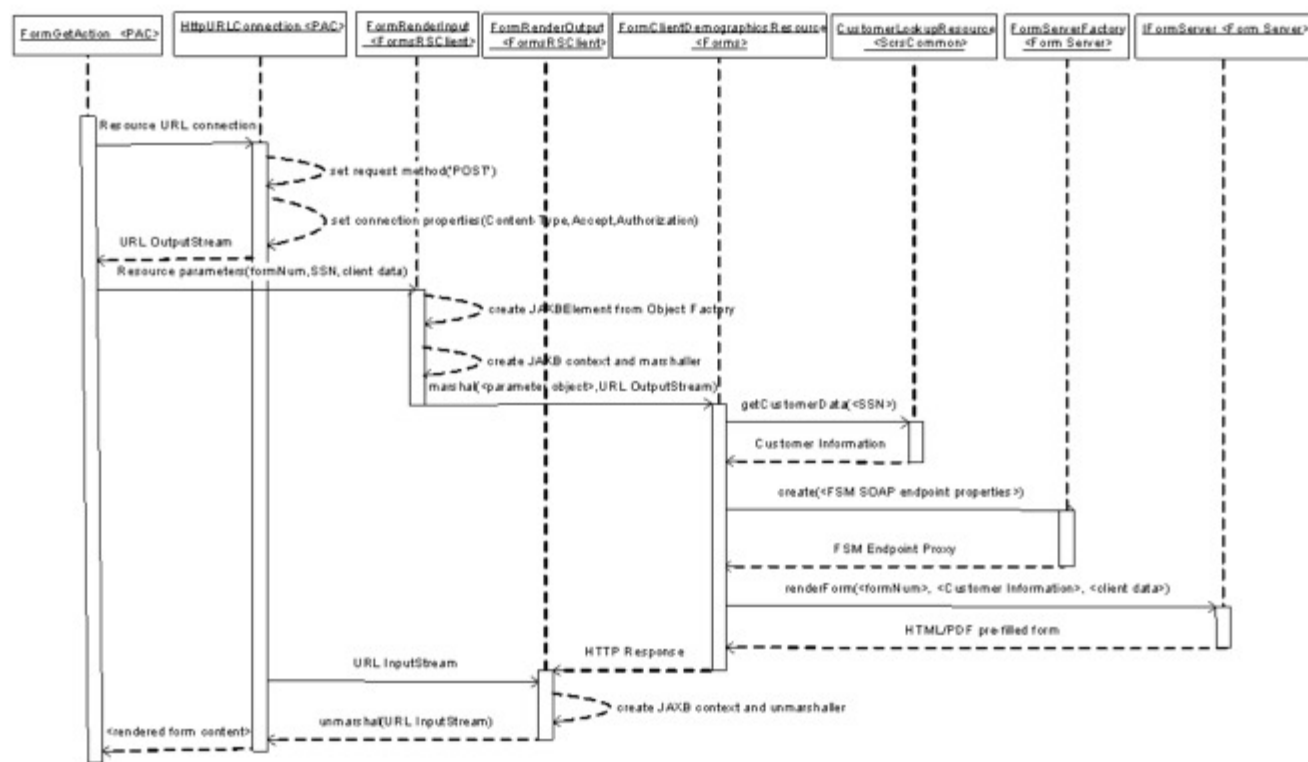 FormGetAction <PAC>
HttpURLConnection <PAC>
FormRenderInput
<FormsRSClient>
FormRenderOutput
<FormsRSClient>
FormClientDemographicsResource
<Forms>
CustomerLookupResource
<ScrsCommon>
FormServerFactory
<Form Server>
IFormServer <Form Server>
Resource URL connection
set request method("POST")
set connection properties(Content-Type,Accept,Authorization)
URL OutputStream
Resource parameters(formNum,SSN,client data)
create JAXBElement from Object Factory
create JAXB context and marshaller
marshal(<parameter object>,URL OutputStream)
getCustomerData(<SSN>)
Customer Information
create(<FSM SOAP endpoint properties>)
FSM Endpoint Proxy
renderForm(<formNum>, <Customer Information>, <client data>)
HTML/PDF pre-filled form
HTTP Response
URL InputStream
create JAXB context and unmarshaller
unmarshal(URL InputStream)
<rendered form content>